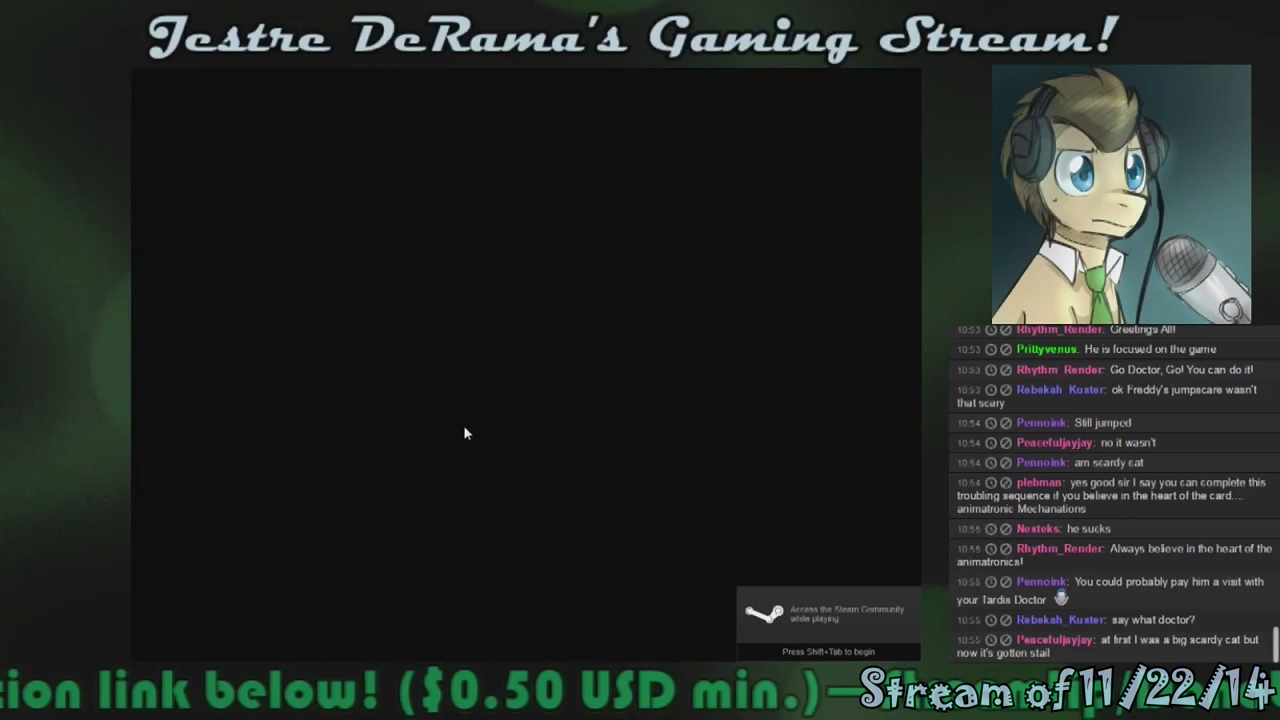 Jestre DeRama's Gaming Stream!
10:53 Rhythm_Render: Greetings All!
10:53 Prittyvenus: He is focused on the game
10:53 Rhythm_Render: Go Doctor, Go! You can do it!
10:53 Rebekah_Kuster: ok Freddy's jumpscare wasn't
that scary
10:54 Pennoink: Still jumped
10:54 Peacefuljayjay: no it wasn't
10:54 Pennoink: am scardy cat
10:54 plebman: yes good sir I say you can complete this
troubling sequence if you believe in the heart of the card....
animatronic Mechanations
10:55 Nexteks: he sucks
10:55 Rhythm_Render: Always believe in the heart of the
animatronics!
10:55 Pennoink: You could probably pay him a visit with
your Tardis Doctor
10:55 Rebekah_Kuster: say what doctor?
10:55 Peacefuljayjay: at first I was a big scardy cat but
now it's gotten stail
Access the Steam Community
while playing.
Press Shift+Tab to begin
tion link below! ($0.50 USD min.)—
Stream of 11/22/14